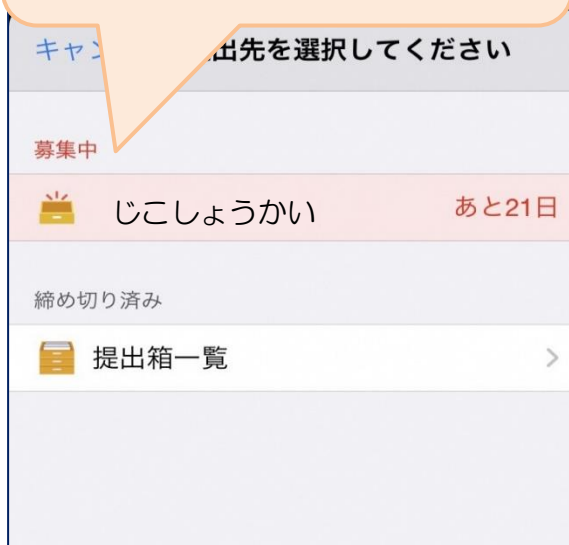 キャン
出先を選択してください
募集中
じこしょうかい
あと21日
締め切り済み
提出箱一覧